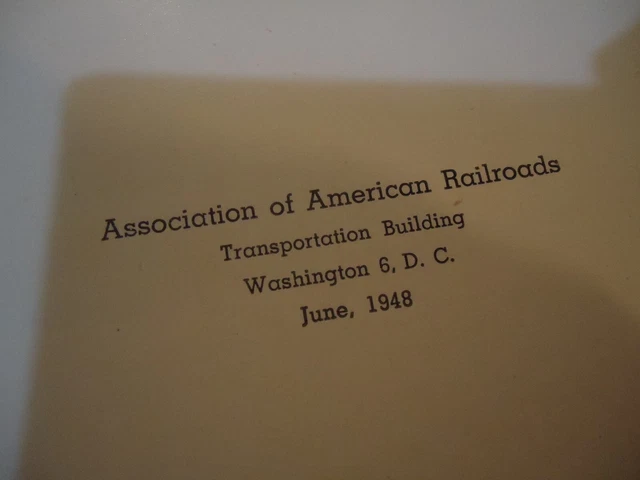 Association of American Railroads
Transportation Building
Washington 6, D. C.
June, 1948